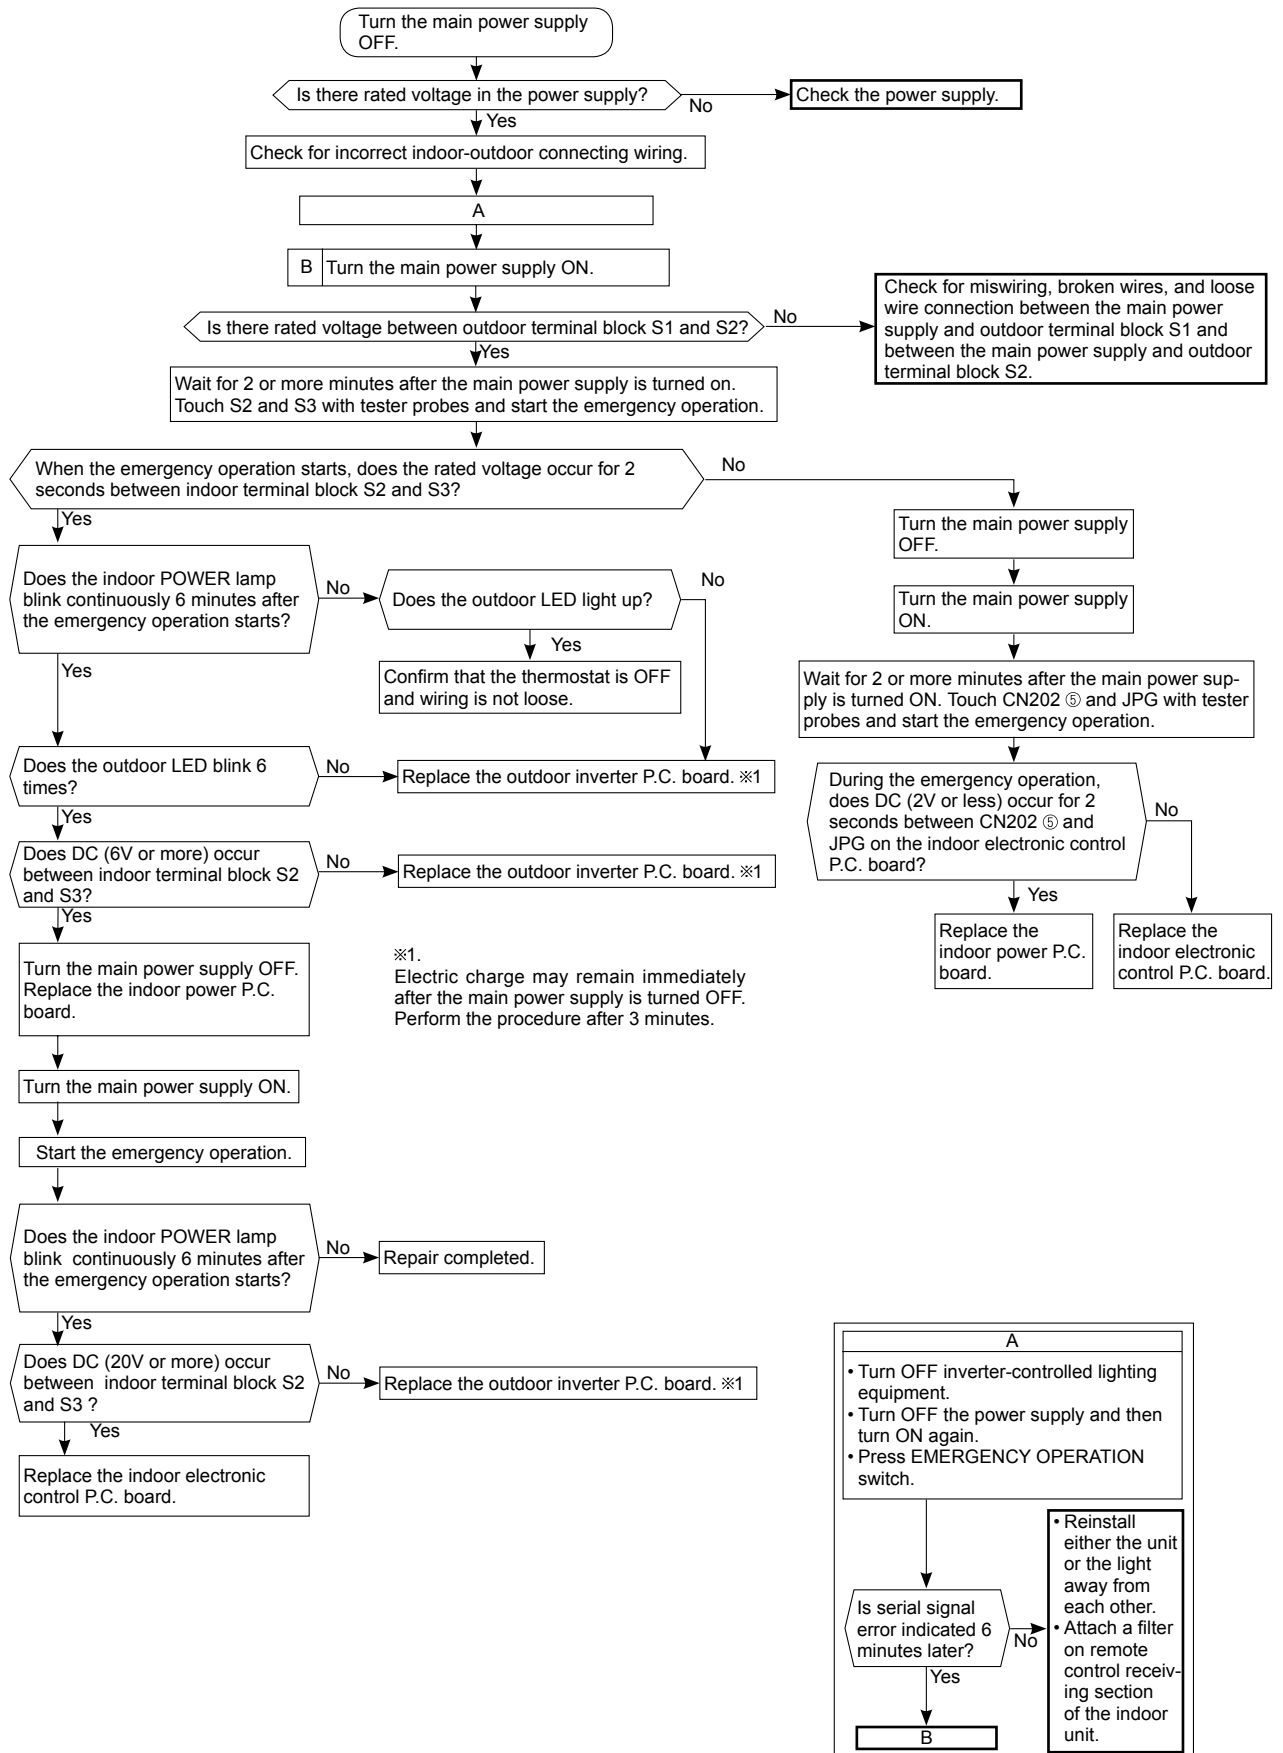 Turn the main power supply
OFF.
Is there rated voltage in the power supply?
No
Check the power supply.
Yes
Check for incorrect indoor-outdoor connecting wiring.
A
B
Turn the main power supply ON.
Is there rated voltage between outdoor terminal block S1 and S2?
No
Check for miswiring, broken wires, and loose
wire connection between the main power
supply and outdoor terminal block S1 and
between the main power supply and outdoor
terminal block S2.
Yes
Wait for 2 or more minutes after the main power supply is turned on.
Touch S2 and S3 with tester probes and start the emergency operation.
When the emergency operation starts, does the rated voltage occur for 2
seconds between indoor terminal block S2 and S3?
No
Yes
Turn the main power supply
OFF.
Turn the main power supply
ON.
Wait for 2 or more minutes after the main power sup-
ply is turned ON. Touch CN202 ⑤ and JPG with tester
probes and start the emergency operation.
During the emergency operation,
does DC (2V or less) occur for 2
seconds between CN202 ⑤ and
JPG on the indoor electronic control
P.C. board?
No
Yes
Replace the
indoor power P.C.
board.
Replace the
indoor electronic
control P.C. board.
Does the indoor POWER lamp
blink continuously 6 minutes after
the emergency operation starts?
No
Does the outdoor LED light up?
No
Yes
Confirm that the thermostat is OFF
and wiring is not loose.
Yes
Does the outdoor LED blink 6
times?
No
Replace the outdoor inverter P.C. board. ※1
Yes
Does DC (6V or more) occur
between indoor terminal block S2
and S3?
No
Replace the outdoor inverter P.C. board. ※1
Yes
Turn the main power supply OFF.
Replace the indoor power P.C.
board.
※1.
Electric charge may remain immediately
after the main power supply is turned OFF.
Perform the procedure after 3 minutes.
Turn the main power supply ON.
Start the emergency operation.
Does the indoor POWER lamp
blink continuously 6 minutes after
the emergency operation starts?
No
Repair completed.
Yes
Does DC (20V or more) occur
between indoor terminal block S2
and S3 ?
No
Replace the outdoor inverter P.C. board. ※1
Yes
Replace the indoor electronic
control P.C. board.
A
• Turn OFF inverter-controlled lighting
equipment.
• Turn OFF the power supply and then
turn ON again.
• Press EMERGENCY OPERATION
switch.
Is serial signal
error indicated 6
minutes later?
No
• Reinstall
either the unit
or the light
away from
each other.
• Attach a filter
on remote
control receiv-
ing section
of the indoor
unit.
Yes
B